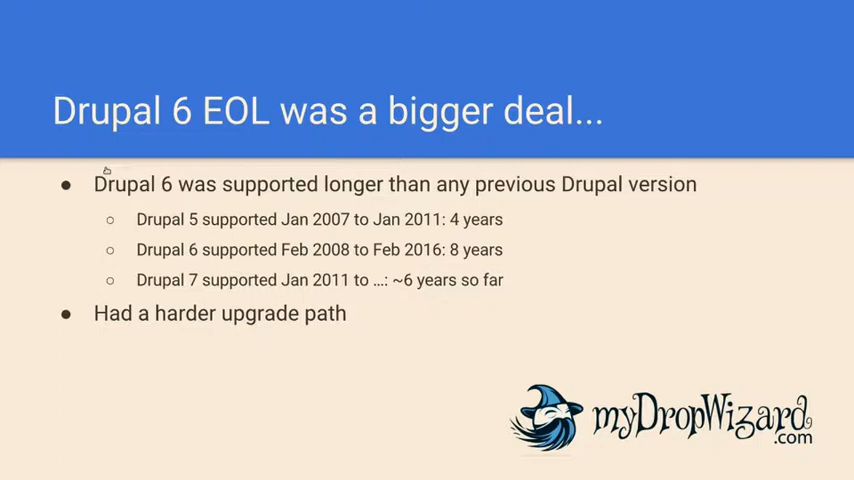 Drupal 6 EOL was a bigger deal...
● Drupal 6 was supported longer than any previous Drupal version
○ Drupal 5 supported Jan 2007 to Jan 2011: 4 years
○ Drupal 6 supported Feb 2008 to Feb 2016: 8 years
○ Drupal 7 supported Jan 2011 to ...: ~6 years so far
● Had a harder upgrade path
myDropWizard
.com